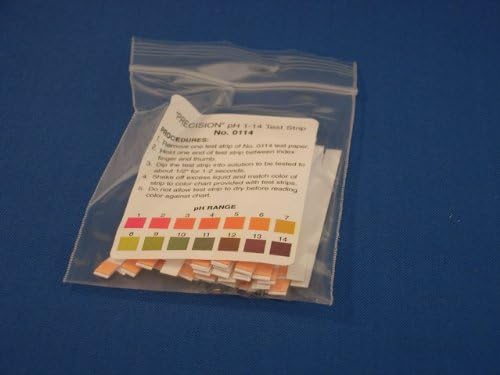 "PRECISION" pH 1-14 Test Strip
No. 0114
PROCEDURES:
1. Remove one test strip of No. 0114 test paper.
2. Hold one end of test strip between index
finger and thumb.
3. Dip the test strip into solution to be tested to
about 1/2" for 1-2 seconds.
4. Shake off excess liquid and match color of
strip to color chart provided with test strips.
5. Do not allow test strip to dry before reading
color against chart.
pH RANGE
1 2 3 4 5 6 7
8 9 10 11 12 13 14